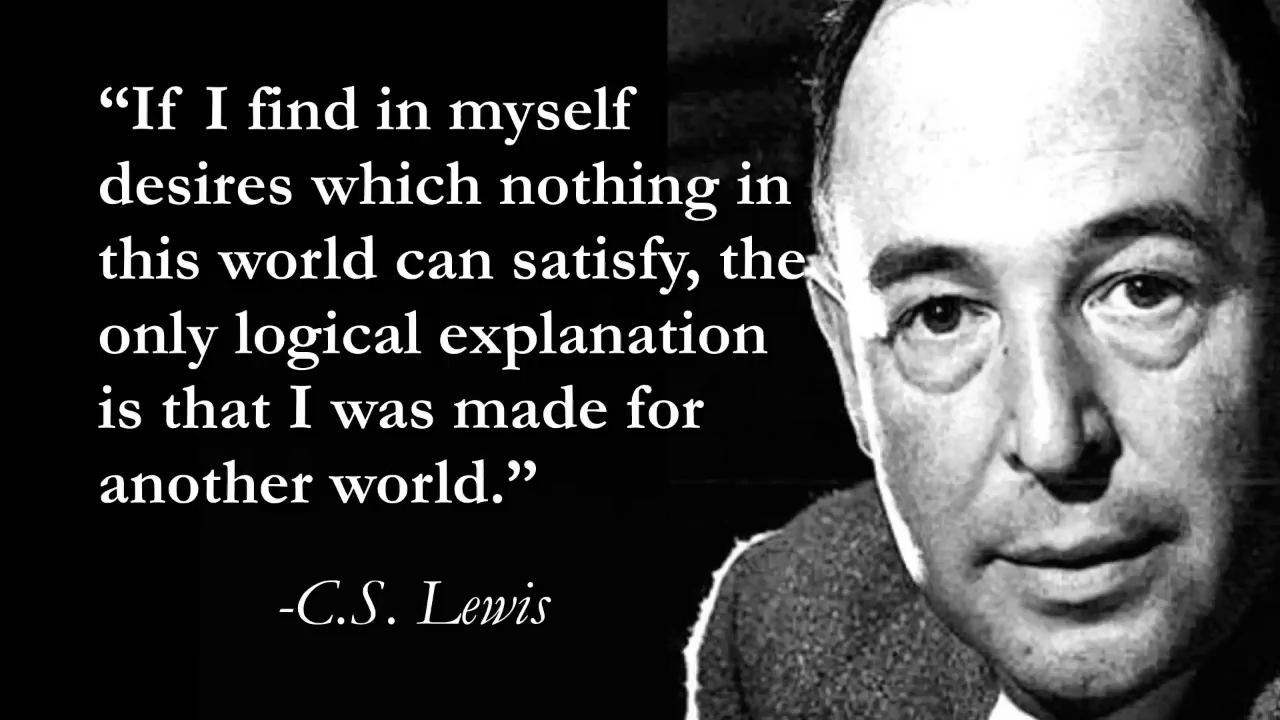 “If I find in myself
desires which nothing in
this world can satisfy, the
only logical explanation
is that I was made for
another world.”
-C.S. Lewis